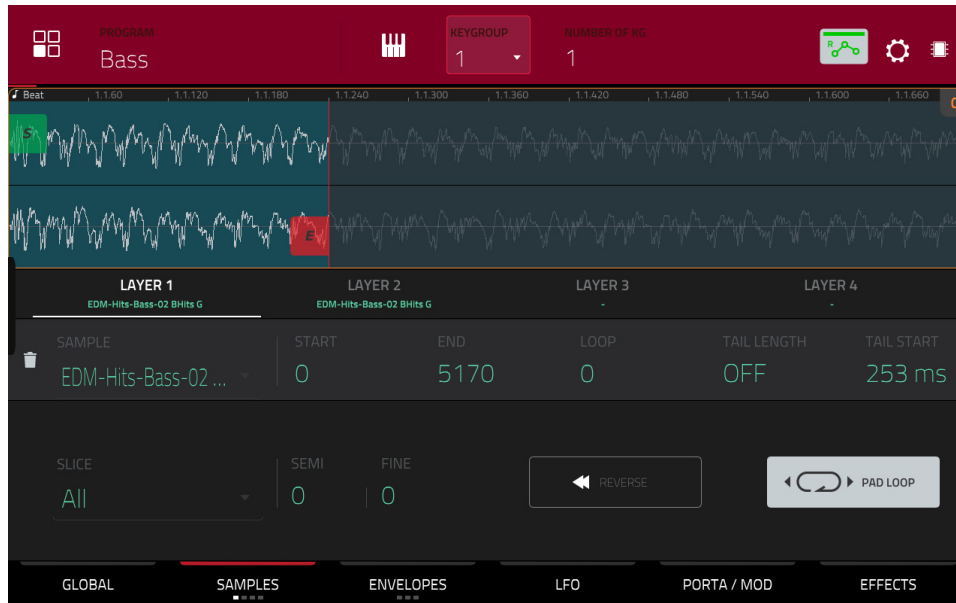 PROGRAM
Bass
KEYGROUP
1
NUMBER OF KG
1
R
Beat 1.1.60 1.1.120 1.1.180 1.1.240 1.1.300 1.1.360 1.1.420 1.1.480 1.1.540 1.1.600 1.1.660
S
E
LAYER 1 LAYER 2 LAYER 3 LAYER 4
EDM-Hits-Bass-02 BHits G EDM-Hits-Bass-02 BHits G - -
SAMPLE START END LOOP TAIL LENGTH TAIL START
EDM-Hits-Bass-02 ... 0 5170 0 OFF 253 ms
SLICE SEMI FINE
All 0 0
REVERSE
PAD LOOP
GLOBAL SAMPLES ENVELOPES LFO PORTA / MOD EFFECTS